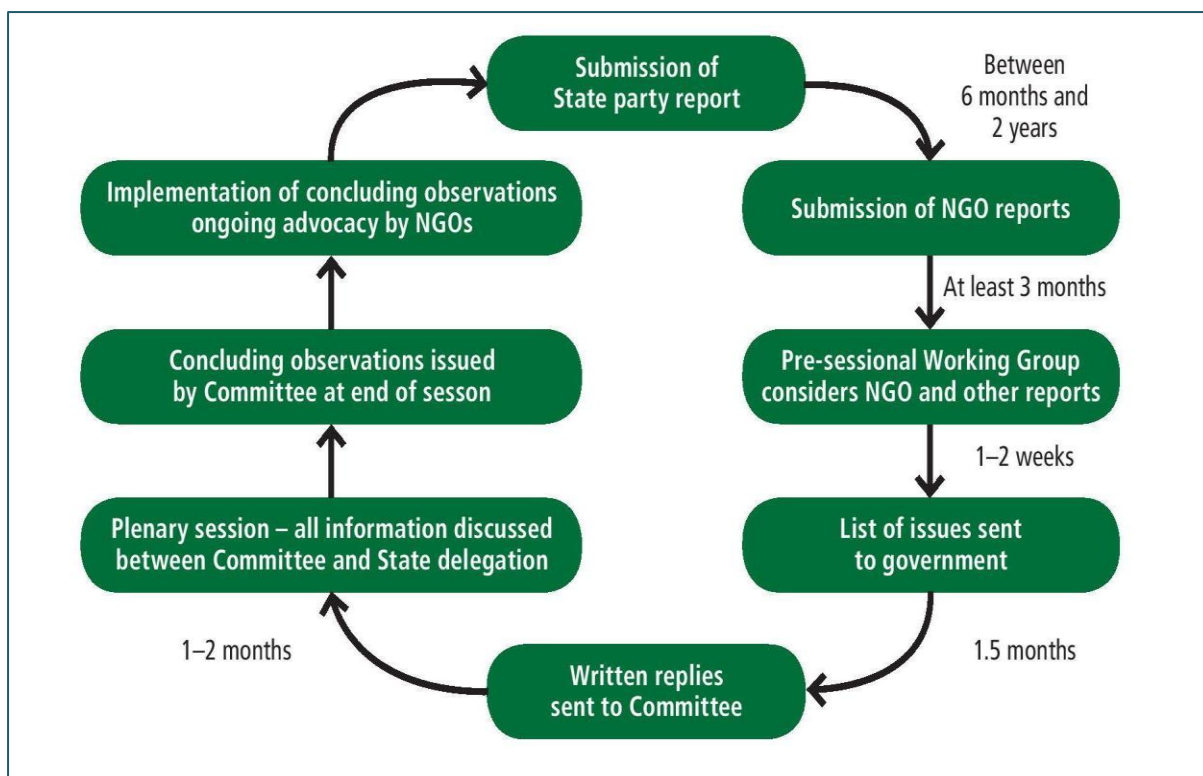 Submission of
State party report
Between
6 months and
2 years
Submission of NGO reports
At least 3 months
Pre-sessional Working Group
considers NGO and other reports
1–2 weeks
List of issues sent
to government
1.5 months
Written replies
sent to Committee
1–2 months
Plenary session – all information discussed
between Committee and State delegation
Concluding observations issued
by Committee at end of sesson
Implementation of concluding observations
ongoing advocacy by NGOs